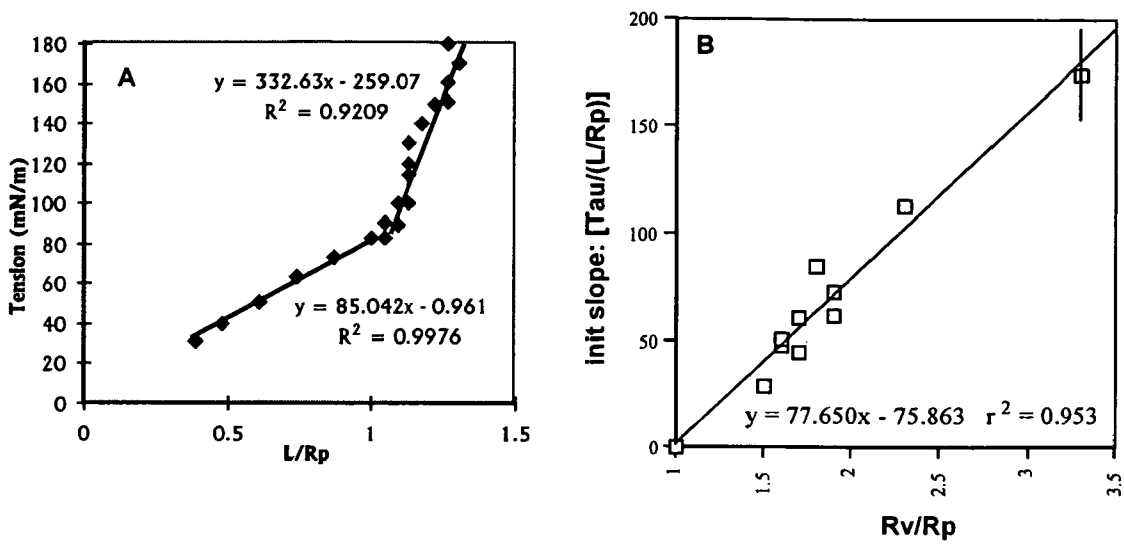 A
Tension (mN/m)
180
160
140
120
100
80
60
40
20
0
y = 332.63x - 259.07
R² = 0.9209
y = 85.042x - 0.961
R² = 0.9976
0
0.5
1
1.5
L/Rp
B
init slope: [Tau/(L/Rp)]
200
150
100
50
0
y = 77.650x - 75.863 r² = 0.953
1
1.5
2
2.5
3
3.5
Rv/Rp